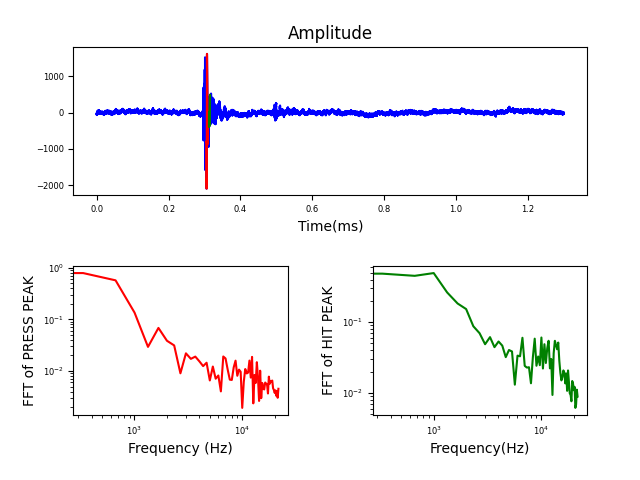 Amplitude
1000
0
−1000
−2000
0.0 0.2 0.4 0.6 0.8 1.0 1.2
Time(ms)
FFT of PRESS PEAK
10⁰
10⁻¹
10⁻²
10³ 10⁴
Frequency (Hz)
FFT of HIT PEAK
10⁻¹
10⁻²
10³ 10⁴
Frequency(Hz)